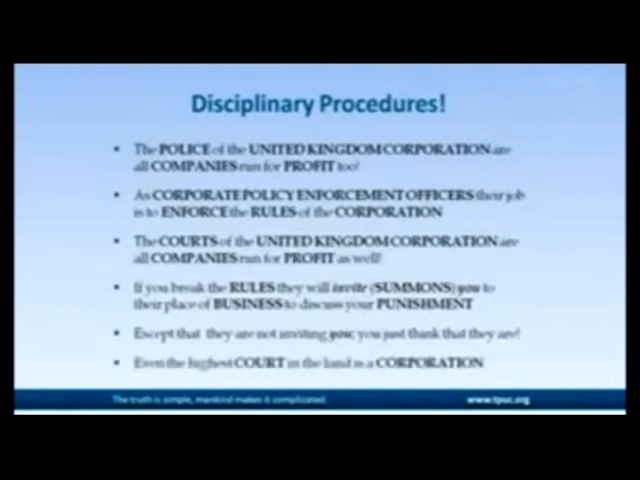 Disciplinary Procedures!
• The POLICE of the UNITED KINGDOM CORPORATION are
all COMPANIES run for PROFIT too!
• As CORPORATE POLICY ENFORCEMENT OFFICERS their job
is to ENFORCE the RULES of the CORPORATION
• The COURTS of the UNITED KINGDOM CORPORATION are
all COMPANIES run for PROFIT as well!
• If you break the RULES they will invite (SUMMONS) you to
their place of BUSINESS to discuss your PUNISHMENT
• Except that they are not inviting you; you just think that they are!
• Even the highest COURT in the land is a CORPORATION
The truth is simple, mankind makes it complicated.
www.tpuc.org